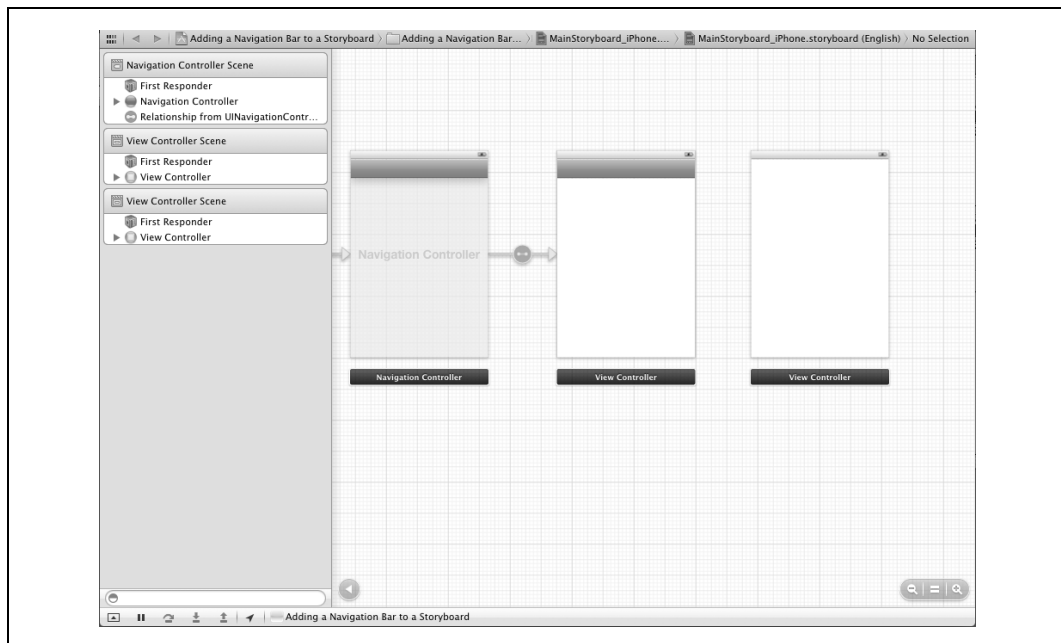 Adding a Navigation Bar to a Storyboard Adding a Navigation Bar... MainStoryboard_iPhone.... MainStoryboard_iPhone.storyboard (English) No Selection
Navigation Controller Scene
First Responder
Navigation Controller
Relationship from UINavigationContr...
View Controller Scene
First Responder
View Controller
View Controller Scene
First Responder
View Controller
Navigation Controller
Navigation Controller
View Controller
View Controller
Adding a Navigation Bar to a Storyboard